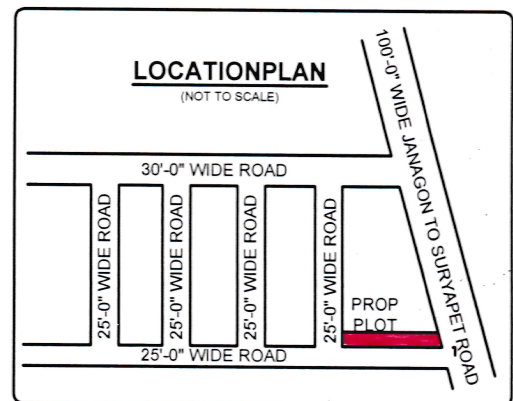 LOCATIONPLAN
(NOT TO SCALE)
100'-0" WIDE JANAGON TO SURYAPET ROAD
30'-0" WIDE ROAD
25'-0" WIDE ROAD
25'-0" WIDE ROAD
25'-0" WIDE ROAD
25'-0" WIDE ROAD
PROP
PLOT
25'-0" WIDE ROAD